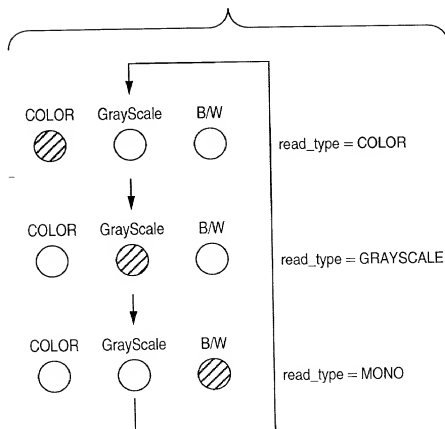 COLOR GrayScale B/W
read_type = COLOR
COLOR GrayScale B/W
read_type = GRAYSCALE
COLOR GrayScale B/W
read_type = MONO